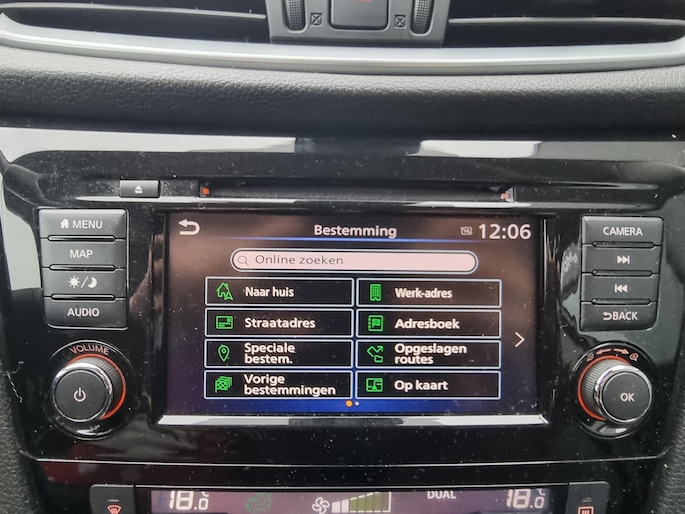 MENU
MAP
AUDIO
VOLUME
Bestemming
12:06
Online zoeken
Naar huis
Werk-adres
Straatadres
Adresboek
Speciale
bestem.
Opgeslagen
routes
Vorige
bestemmingen
Op kaart
CAMERA
BACK
OK
18.0
DUAL
18.0